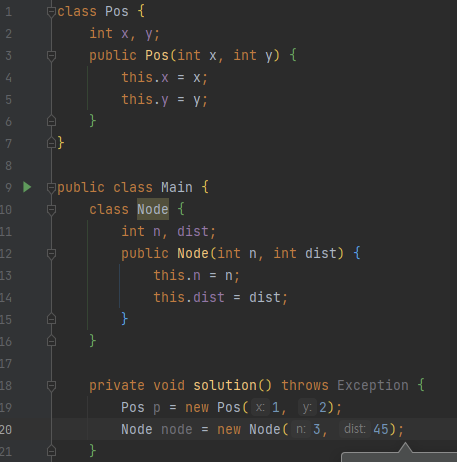 1 class Pos {
2 int x, y;
3 public Pos(int x, int y) {
4 this.x = x;
5 this.y = y;
6 }
7 }
8
9 public class Main {
10 class Node {
11 int n, dist;
12 public Node(int n, int dist) {
13 this.n = n;
14 this.dist = dist;
15 }
16 }
17
18 private void solution() throws Exception {
19 Pos p = new Pos( x: 1, y: 2);
20 Node node = new Node( n: 3, dist: 45);
21 }